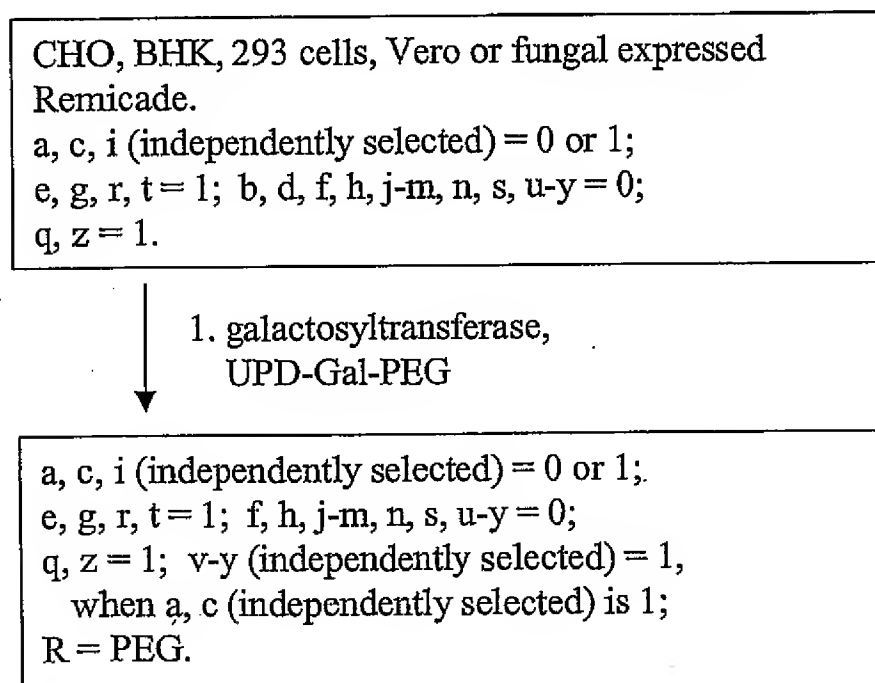 CHO, BHK, 293 cells, Vero or fungal expressed
Remicade.
a, c, i (independently selected) = 0 or 1;
e, g, r, t = 1; b, d, f, h, j-m, n, s, u-y = 0;
q, z = 1.
1. galactosyltransferase,
UPD-Gal-PEG
a, c, i (independently selected) = 0 or 1;
e, g, r, t = 1; f, h, j-m, n, s, u-y = 0;
q, z = 1; v-y (independently selected) = 1,
when a, c (independently selected) is 1;
R = PEG.